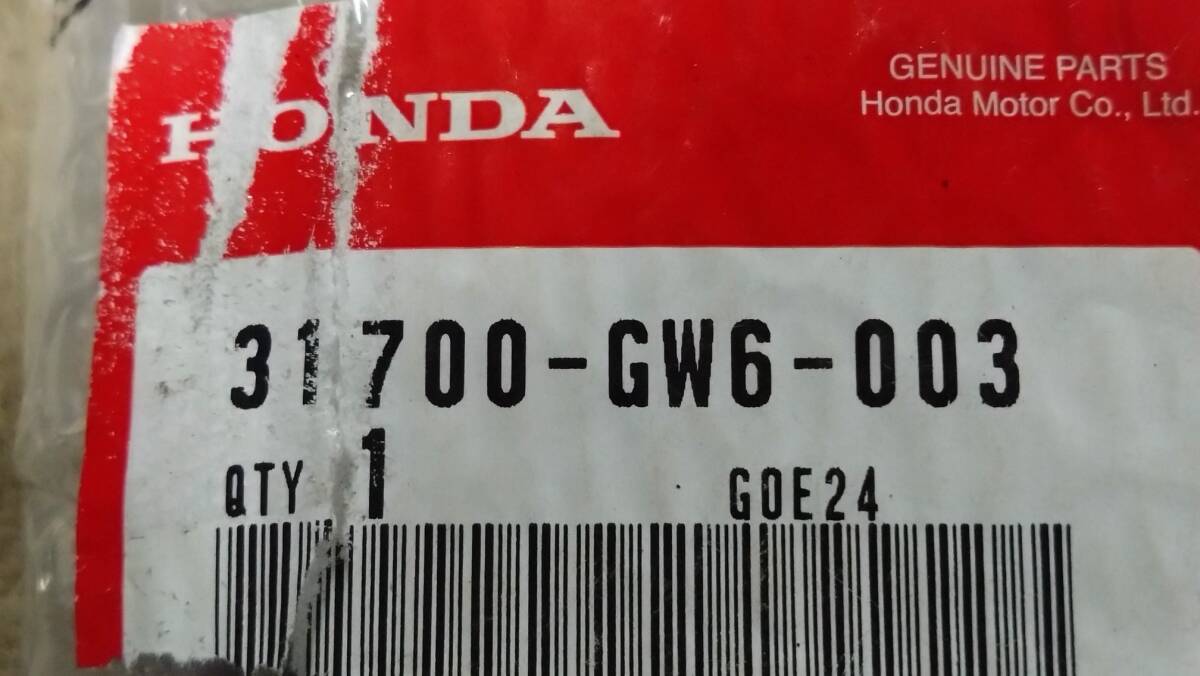 HONDA
GENUINE PARTS
Honda Motor Co., Ltd.
31700-GW6-003
QTY 1 G0E24